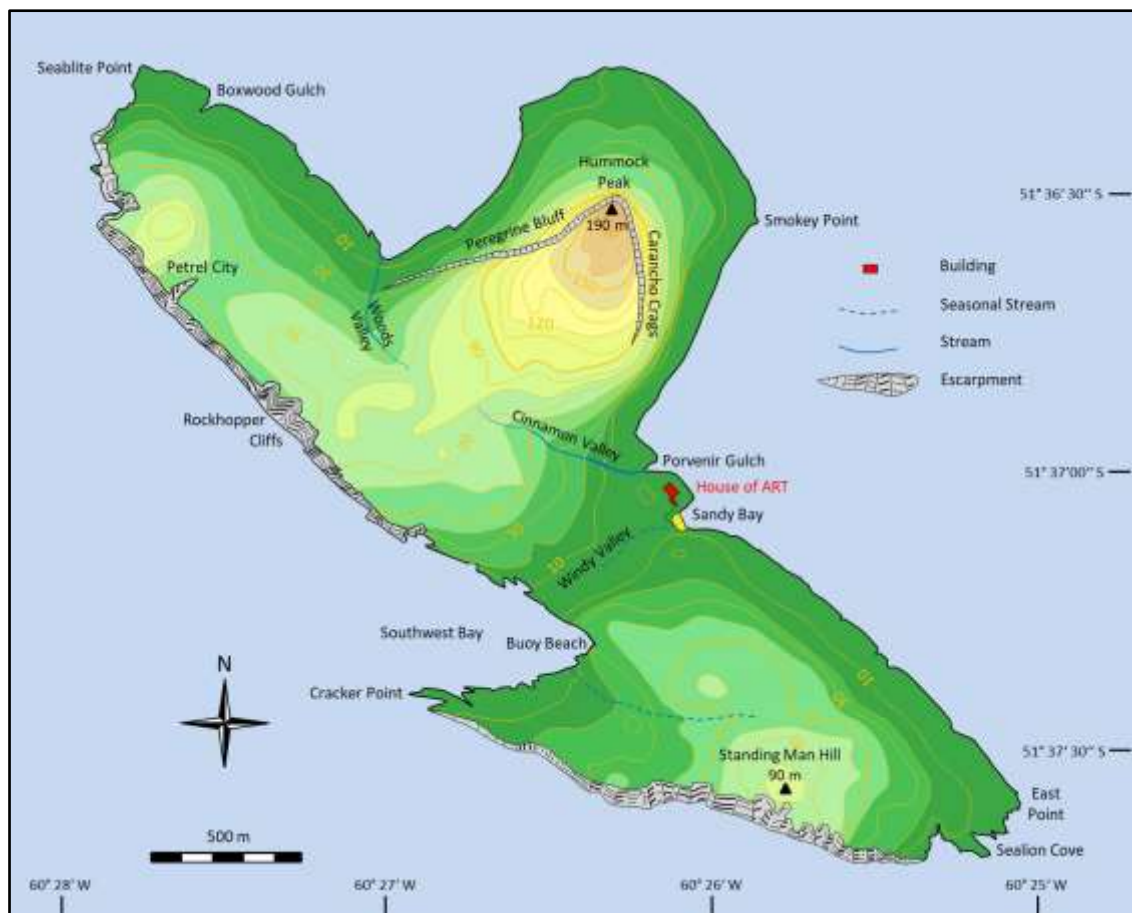 Seablite Point
Boxwood Gulch
Hummock
Peak
190 m
51° 36'30'' S
Peregrine Bluff
Smokey Point
Carancho Crags
Petrel City
Building
Woods
Valley
120
Seasonal Stream
Stream
Escarpment
Rockhopper
Cliffs
Cinnamon Valley
Porvenir Gulch
51° 37'00'' S
House of ART
Sandy Bay
Windy Valley
10
Southwest Bay
Buoy Beach
N
Cracker Point
10
Standing Man Hill
90 m
51° 37'30'' S
East
Point
Sealion Cove
500 m
60° 28' W
60° 27' W
60° 26' W
60° 25' W